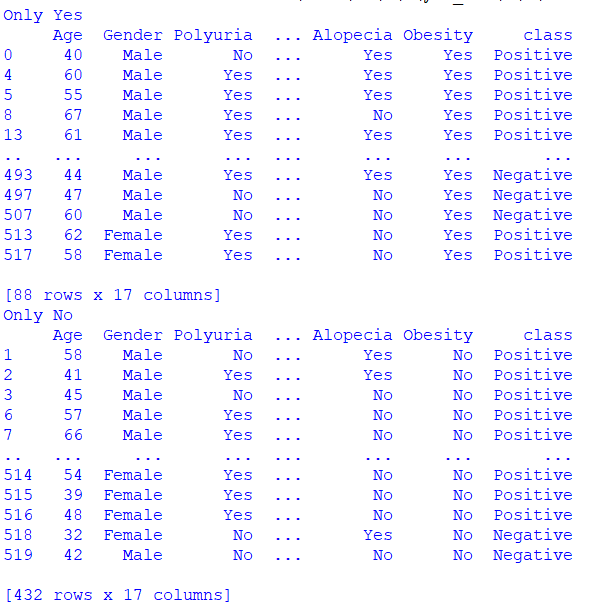 Only Yes
     Age  Gender Polyuria  ... Alopecia Obesity     class
0     40    Male       No  ...      Yes     Yes  Positive
4     60    Male      Yes  ...      Yes     Yes  Positive
5     55    Male      Yes  ...      Yes     Yes  Positive
8     67    Male      Yes  ...       No     Yes  Positive
13    61    Male      Yes  ...      Yes     Yes  Positive
..   ...     ...      ...  ...      ...     ...       ...
493   44    Male      Yes  ...      Yes     Yes  Negative
497   47    Male       No  ...       No     Yes  Negative
507   60    Male       No  ...       No     Yes  Negative
513   62  Female      Yes  ...       No     Yes  Positive
517   58  Female      Yes  ...       No     Yes  Positive
[88 rows x 17 columns]
Only No
     Age  Gender Polyuria  ... Alopecia Obesity     class
1     58    Male       No  ...      Yes      No  Positive
2     41    Male      Yes  ...      Yes      No  Positive
3     45    Male       No  ...       No      No  Positive
6     57    Male      Yes  ...       No      No  Positive
7     66    Male      Yes  ...       No      No  Positive
..   ...     ...      ...  ...      ...     ...       ...
514   54  Female      Yes  ...       No      No  Positive
515   39  Female      Yes  ...       No      No  Positive
516   48  Female      Yes  ...       No      No  Positive
518   32  Female       No  ...      Yes      No  Negative
519   42    Male       No  ...       No      No  Negative
[432 rows x 17 columns]